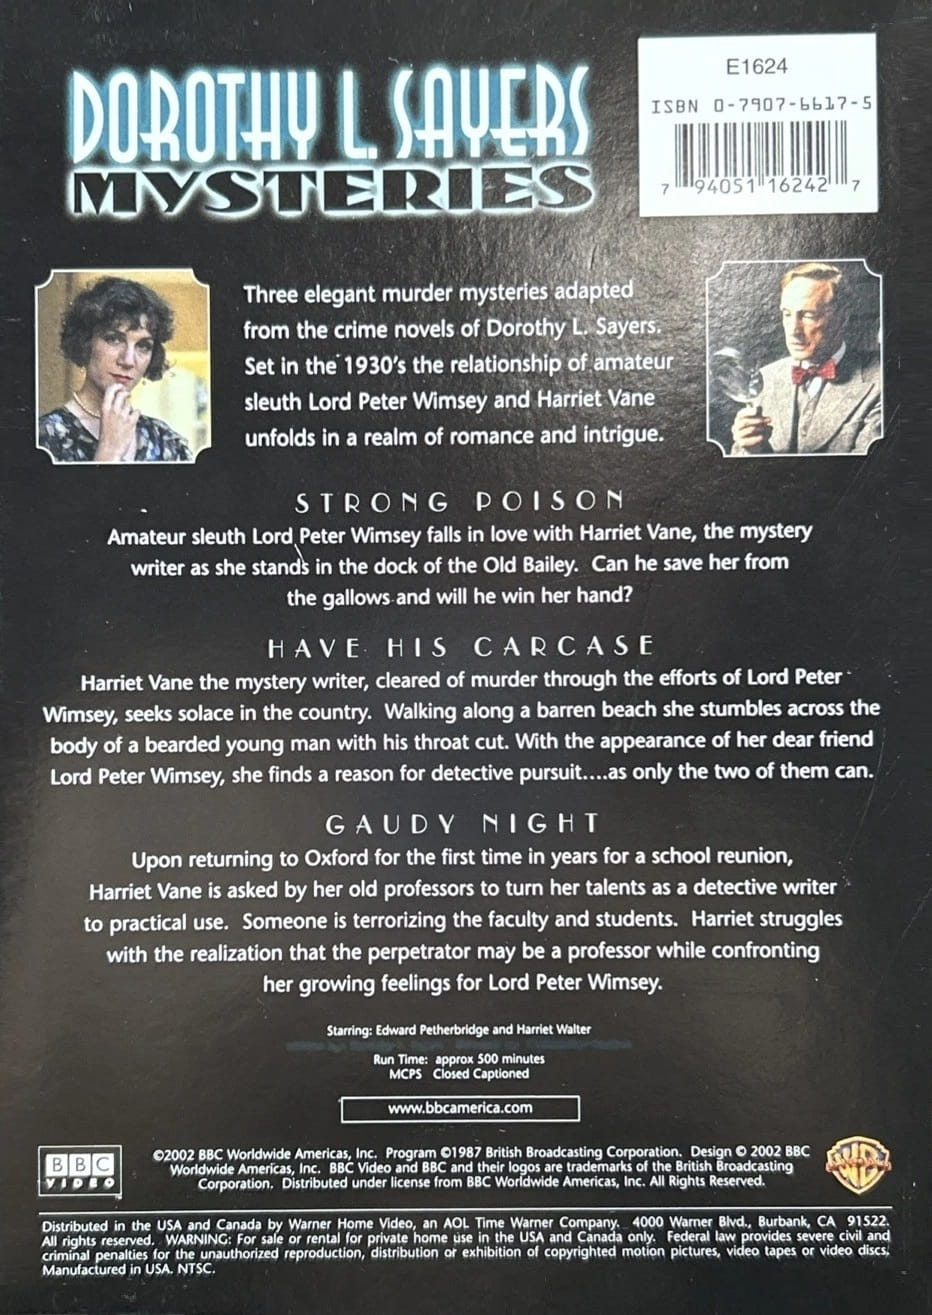 DOROTHY L. SAYERS
MYSTERIES
E1624
ISBN 0-7907-6617-5
7 94051 16242 7
Three elegant murder mysteries adapted
from the crime novels of Dorothy L. Sayers.
Set in the 1930's the relationship of amateur
sleuth Lord Peter Wimsey and Harriet Vane
unfolds in a realm of romance and intrigue.
STRONG POISON
Amateur sleuth Lord Peter Wimsey falls in love with Harriet Vane, the mystery
writer as she stands in the dock of the Old Bailey. Can he save her from
the gallows and will he win her hand?
HAVE HIS CARCASE
Harriet Vane the mystery writer, cleared of murder through the efforts of Lord Peter
Wimsey, seeks solace in the country. Walking along a barren beach she stumbles across the
body of a bearded young man with his throat cut. With the appearance of her dear friend
Lord Peter Wimsey, she finds a reason for detective pursuit....as only the two of them can.
GAUDY NIGHT
Upon returning to Oxford for the first time in years for a school reunion,
Harriet Vane is asked by her old professors to turn her talents as a detective writer
to practical use. Someone is terrorizing the faculty and students. Harriet struggles
with the realization that the perpetrator may be a professor while confronting
her growing feelings for Lord Peter Wimsey.
Starring: Edward Petherbridge and Harriet Walter
Run Time: approx 500 minutes
MCPS Closed Captioned
www.bbcamerica.com
BBC
VIDEO
©2002 BBC Worldwide Americas, Inc. Program ©1987 British Broadcasting Corporation. Design © 2002 BBC
Worldwide Americas, Inc. BBC Video and BBC and their logos are trademarks of the British Broadcasting
Corporation. Distributed under license from BBC Worldwide Americas, Inc. All Rights Reserved.
WB
Distributed in the USA and Canada by Warner Home Video, an AOL Time Warner Company. 4000 Warner Blvd., Burbank, CA 91522.
All rights reserved. WARNING: For sale or rental for private home use in the USA and Canada only. Federal law provides severe civil and
criminal penalties for the unauthorized reproduction, distribution or exhibition of copyrighted motion pictures, video tapes or video discs.
Manufactured in USA. NTSC.